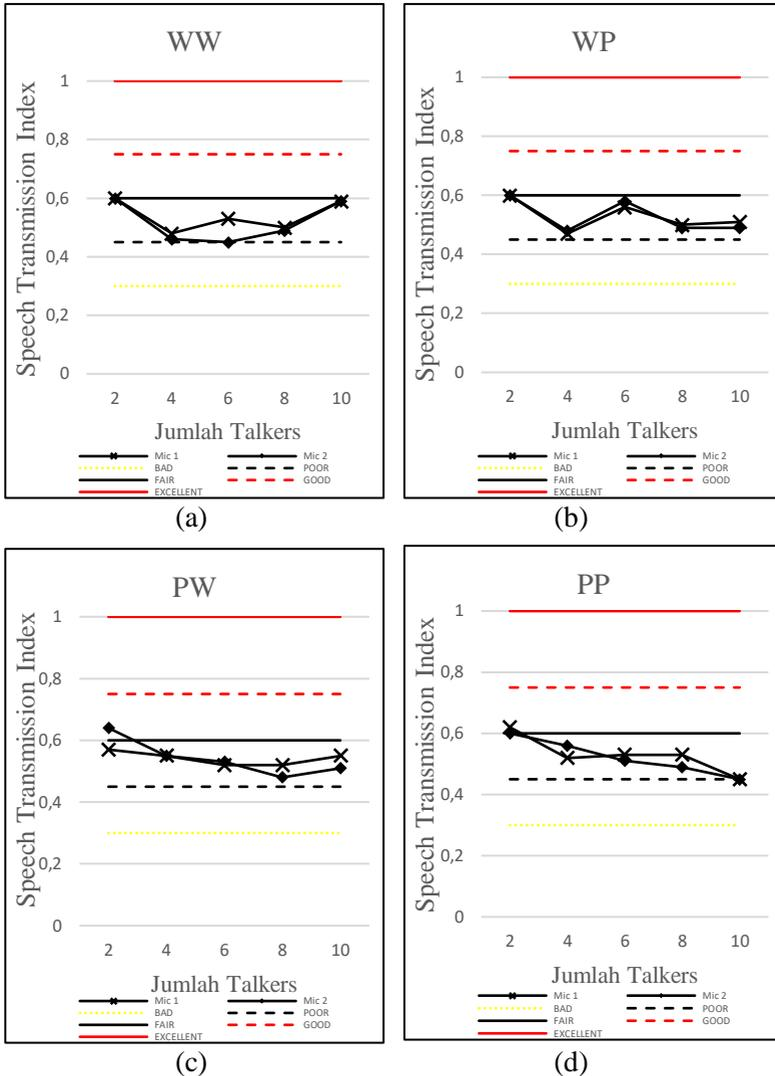 WW
Speech Transmission Index
1
0,8
0,6
0,4
0,2
0
2 4 6 8 10
Jumlah Talkers
Mic 1 Mic 2
BAD POOR
FAIR GOOD
EXCELLENT
(a)
WP
Speech Transmission Index
1
0,8
0,6
0,4
0,2
0
2 4 6 8 10
Jumlah Talkers
Mic 1 Mic 2
BAD POOR
FAIR GOOD
EXCELLENT
(b)
PW
Speech Transmission Index
1
0,8
0,6
0,4
0,2
0
2 4 6 8 10
Jumlah Talkers
Mic 1 Mic 2
BAD POOR
FAIR GOOD
EXCELLENT
(c)
PP
Speech Transmission Index
1
0,8
0,6
0,4
0,2
0
2 4 6 8 10
Jumlah Talkers
Mic 1 Mic 2
BAD POOR
FAIR GOOD
EXCELLENT
(d)